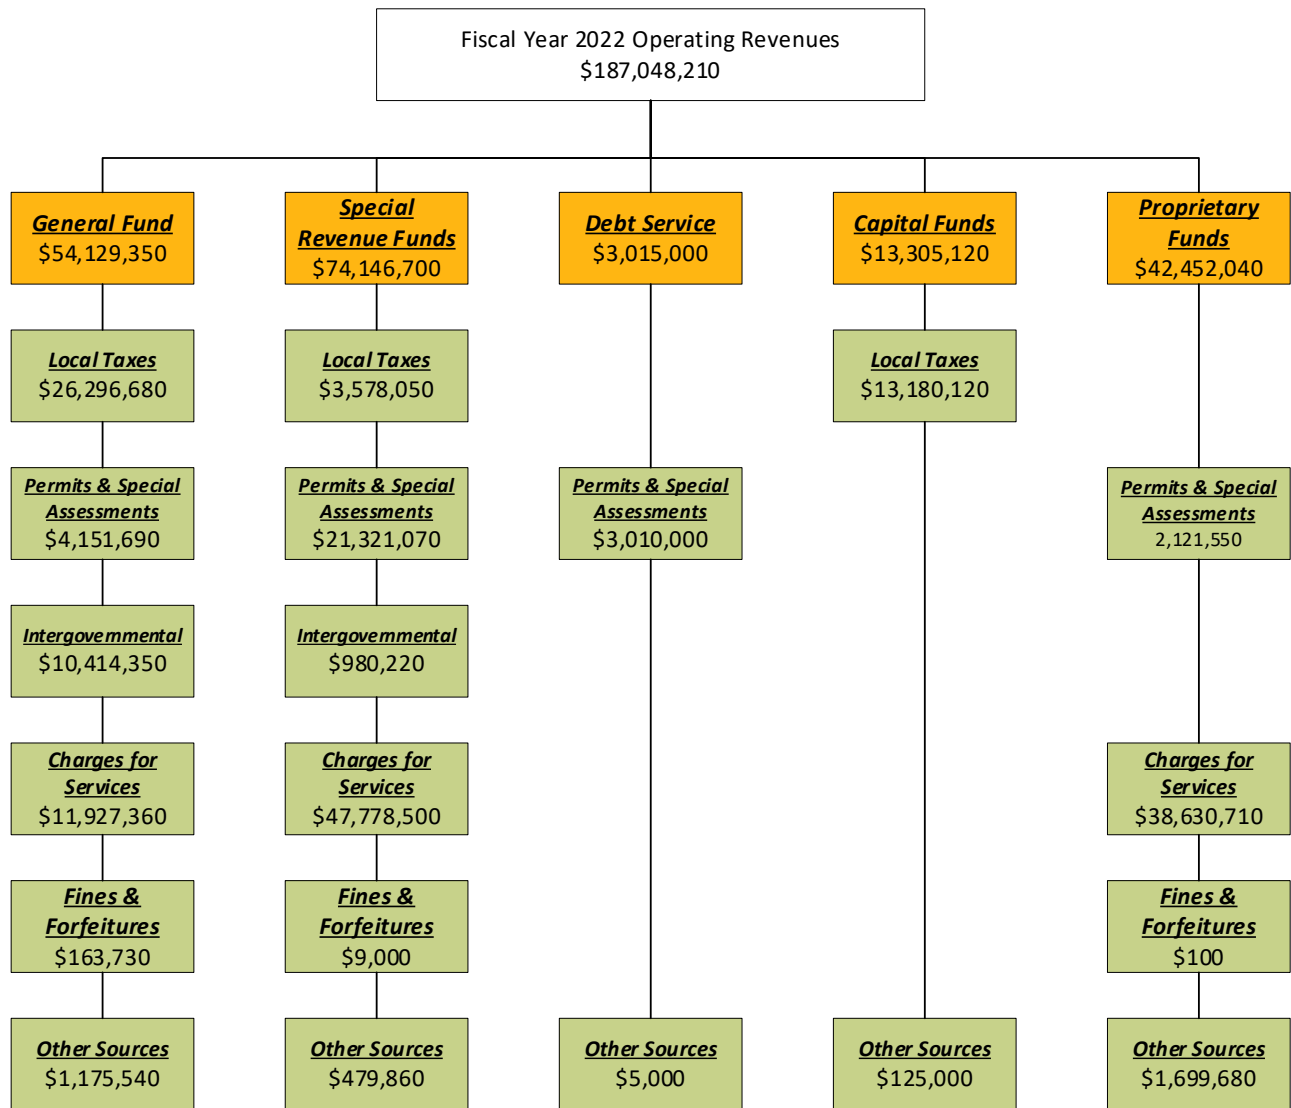 Fiscal Year 2022 Operating Revenues
$187,048,210
General Fund
$54,129,350
Special
Revenue Funds
$74,146,700
Debt Service
$3,015,000
Capital Funds
$13,305,120
Proprietary
Funds
$42,452,040
Local Taxes
$26,296,680
Local Taxes
$3,578,050
Local Taxes
$13,180,120
Permits & Special
Assessments
$4,151,690
Permits & Special
Assessments
$21,321,070
Permits & Special
Assessments
$3,010,000
Permits & Special
Assessments
2,121,550
Intergovernmental
$10,414,350
Intergovernmental
$980,220
Charges for
Services
$11,927,360
Charges for
Services
$47,778,500
Charges for
Services
$38,630,710
Fines &
Forfeitures
$163,730
Fines &
Forfeitures
$9,000
Fines &
Forfeitures
$100
Other Sources
$1,175,540
Other Sources
$479,860
Other Sources
$5,000
Other Sources
$125,000
Other Sources
$1,699,680